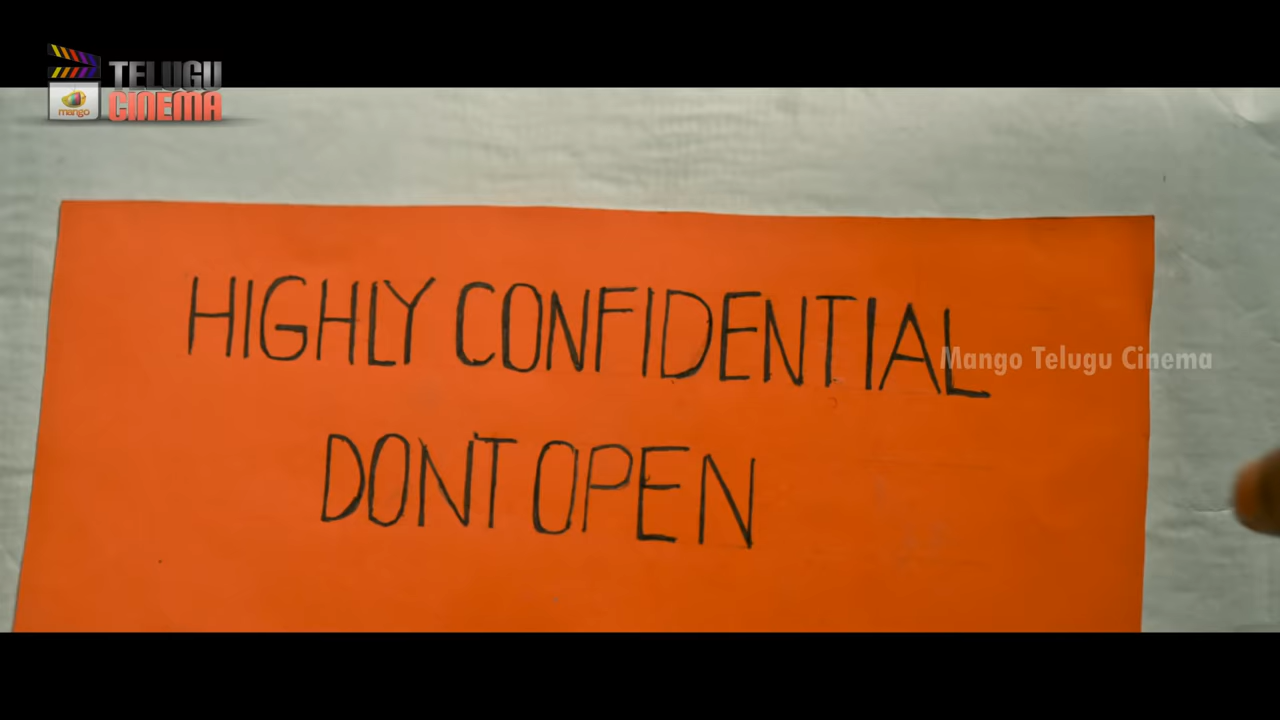 TELUGU
CINEMA
mango
HIGHLY CONFIDENTIAL
Mango Telugu Cinema
DONT OPEN